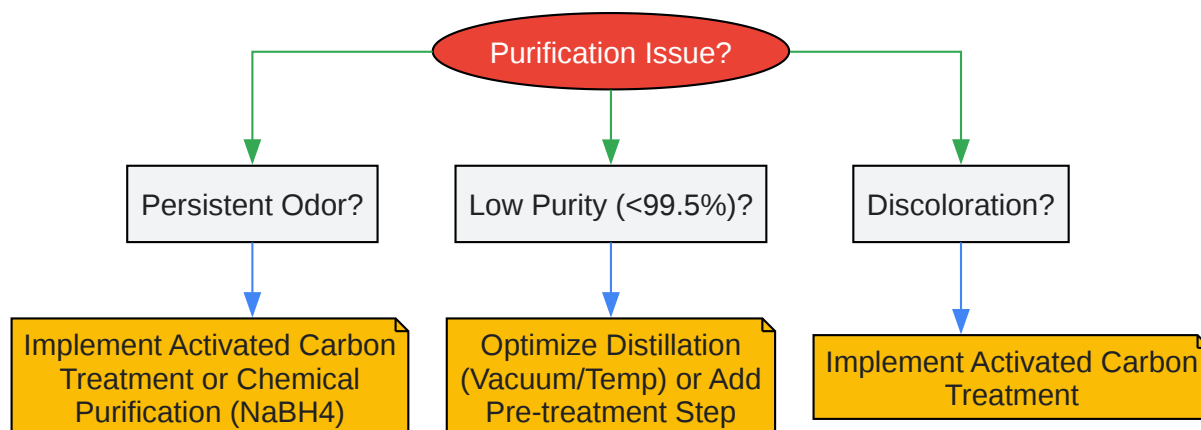 Purification Issue?
Persistent Odor?
Low Purity (<99.5%)?
Discoloration?
Implement Activated Carbon
Treatment or Chemical
Purification (NaBH4)
Optimize Distillation
(Vacuum/Temp) or Add
Pre-treatment Step
Implement Activated Carbon
Treatment